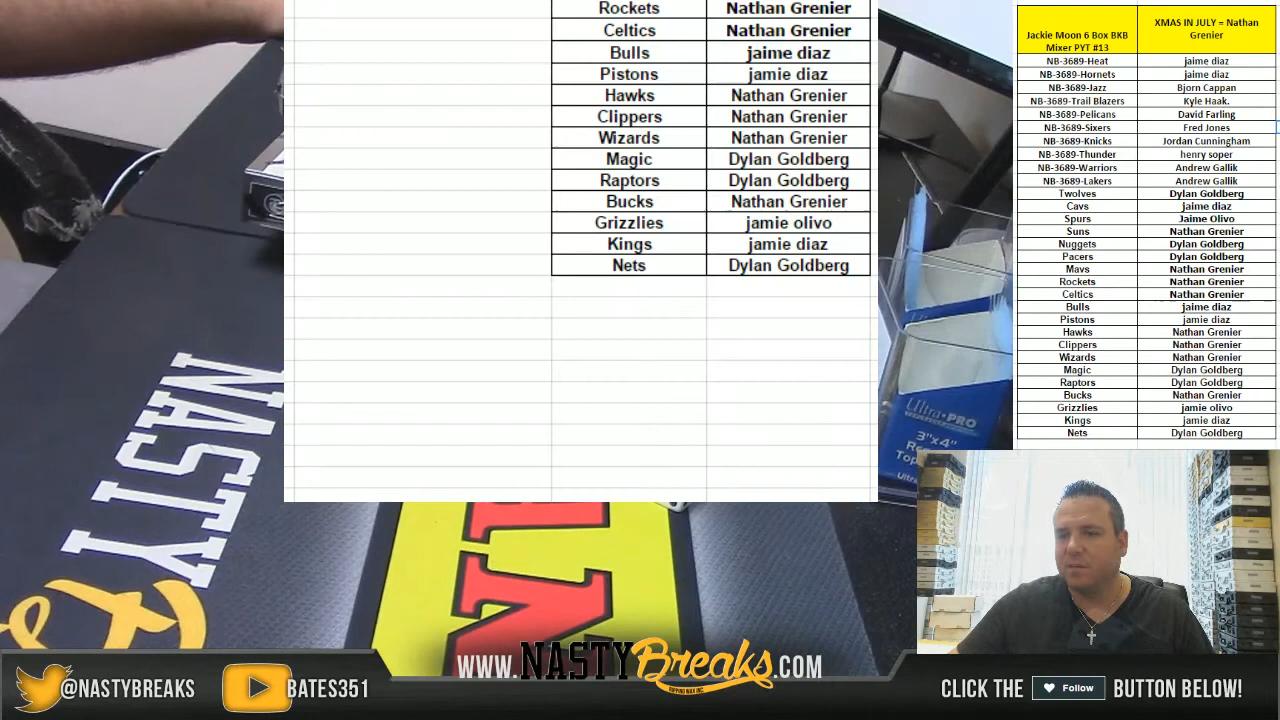 Rockets Nathan Grenier
Celtics Nathan Grenier
Bulls jaime diaz
Pistons jamie diaz
Hawks Nathan Grenier
Clippers Nathan Grenier
Wizards Nathan Grenier
Magic Dylan Goldberg
Raptors Dylan Goldberg
Bucks Nathan Grenier
Grizzlies jamie olivo
Kings jamie diaz
Nets Dylan Goldberg
Jackie Moon 6 Box BKB
Mixer PYT #13
XMAS IN JULY = Nathan
Grenier
NB-3689-Heat jaime diaz
NB-3689-Hornets jaime diaz
NB-3689-Jazz Bjorn Cappan
NB-3689-Trail Blazers Kyle Haak.
NB-3689-Pelicans David Farling
NB-3689-Sixers Fred Jones
NB-3689-Knicks Jordan Cunningham
NB-3689-Thunder henry soper
NB-3689-Warriors Andrew Gallik
NB-3689-Lakers Andrew Gallik
Twolves Dylan Goldberg
Cavs jaime diaz
Spurs Jaime Olivo
Suns Nathan Grenier
Nuggets Dylan Goldberg
Pacers Dylan Goldberg
Mavs Nathan Grenier
Rockets Nathan Grenier
Celtics Nathan Grenier
Bulls jaime diaz
Pistons jamie diaz
Hawks Nathan Grenier
Clippers Nathan Grenier
Wizards Nathan Grenier
Magic Dylan Goldberg
Raptors Dylan Goldberg
Bucks Nathan Grenier
Grizzlies jamie olivo
Kings jamie diaz
Nets Dylan Goldberg
Ultra·PRO
3"x4"
NASTY
@NASTYBREAKS
BATES351
WWW.NASTYBreaks.COM
RIPPING WAX INC.
CLICK THE Follow BUTTON BELOW!